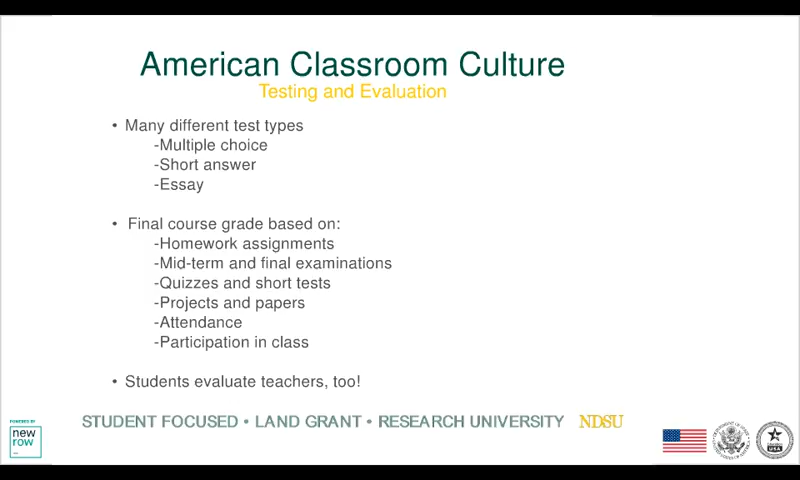 American Classroom Culture
Testing and Evaluation
• Many different test types
-Multiple choice
-Short answer
-Essay
• Final course grade based on:
-Homework assignments
-Mid-term and final examinations
-Quizzes and short tests
-Projects and papers
-Attendance
-Participation in class
• Students evaluate teachers, too!
STUDENT FOCUSED • LAND GRANT • RESEARCH UNIVERSITY NDSU
POWERED BY
new
row
USA